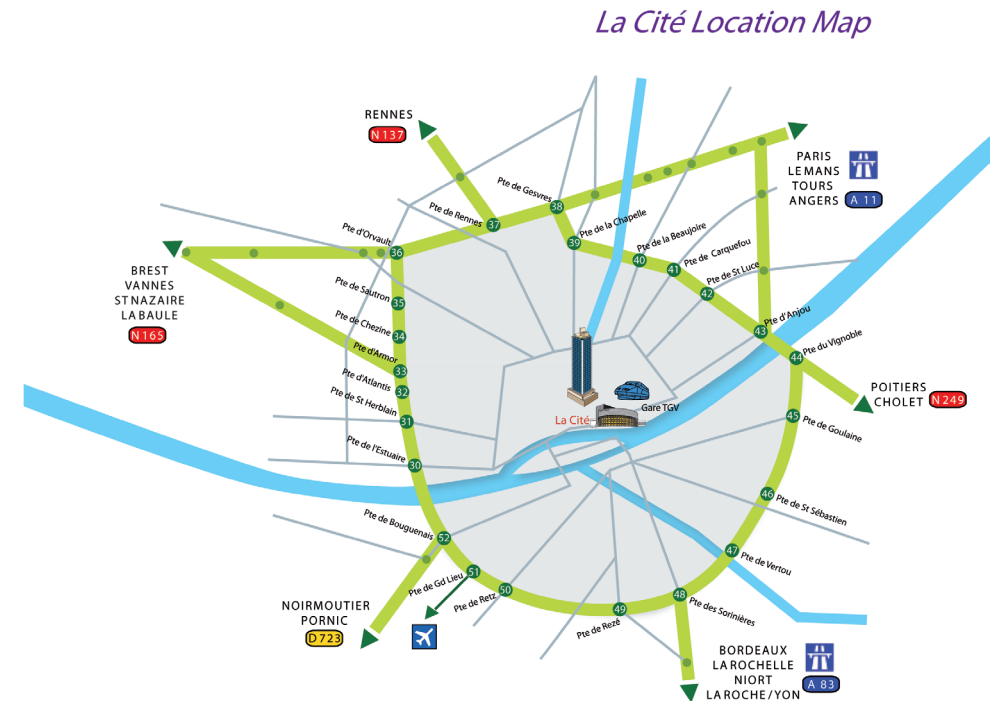 La Cité Location Map
RENNES
N 137
PARIS
LE MANS
TOURS
ANGERS
A 11
Pte de Gesvres
38
Pte de Rennes
37
Pte de la Chapelle
39
Pte d'Orvault
36
Pte de la Beaujoire
40
Pte de Carquefou
41
Pte de St Luce
42
BREST
VANNES
ST NAZAIRE
LA BAULE
N 165
Pte de Sautron
35
Pte de Chezine
34
Pte d'Anjou
43
Pte d'Armor
33
Pte du Vignoble
44
Pte d'Atlantis
32
POITIERS
CHOLET
N 249
Pte de St Herblain
31
La Cité
Gare TGV
45
Pte de Goulaine
Pte de l'Estuaire
30
46
Pte de St Sébastien
Pte de Bouguenais
52
47
Pte de Vertou
Pte de Gd Lieu
51
Pte de Retz
50
48
Pte des Sorinières
49
Pte de Rezé
NOIRMOUTIER
PORNIC
D 723
BORDEAUX
LA ROCHELLE
NIORT
LA ROCHE / YON
A 83